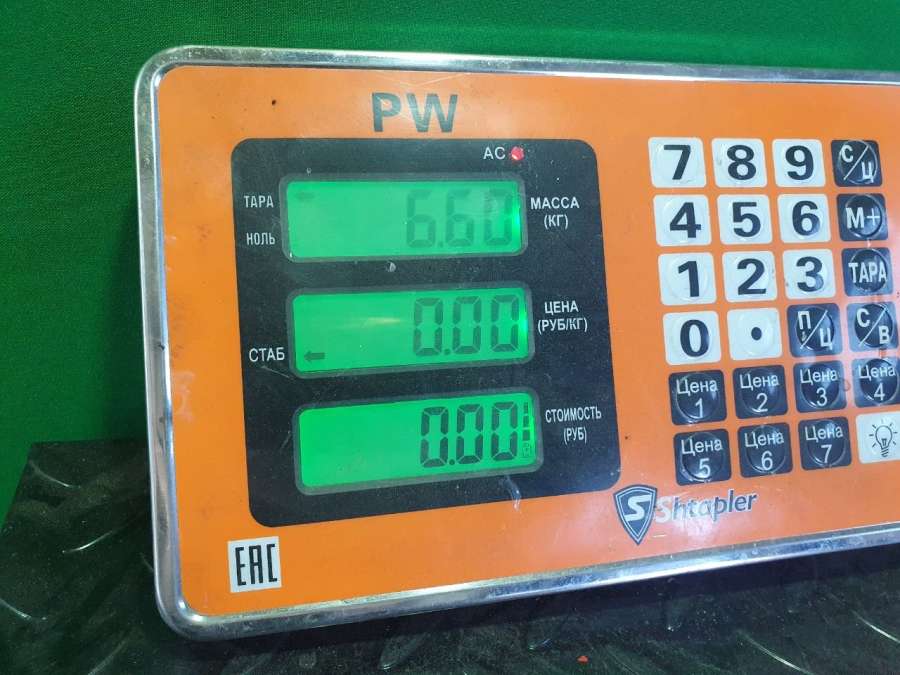 PW
AC
ТАРА
НОЛЬ
6.60
МАССА
(КГ)
0.00
ЦЕНА
(РУБ/КГ)
СТАБ
0.00
СТОИМОСТЬ
(РУБ)
7 8 9 С/Ц
4 5 6 М+
1 2 3 ТАРА
0 . П/Ц С/В
Цена 1 Цена 2 Цена 3 Цена 4
Цена 5 Цена 6 Цена 7
S Shtapler
EAC